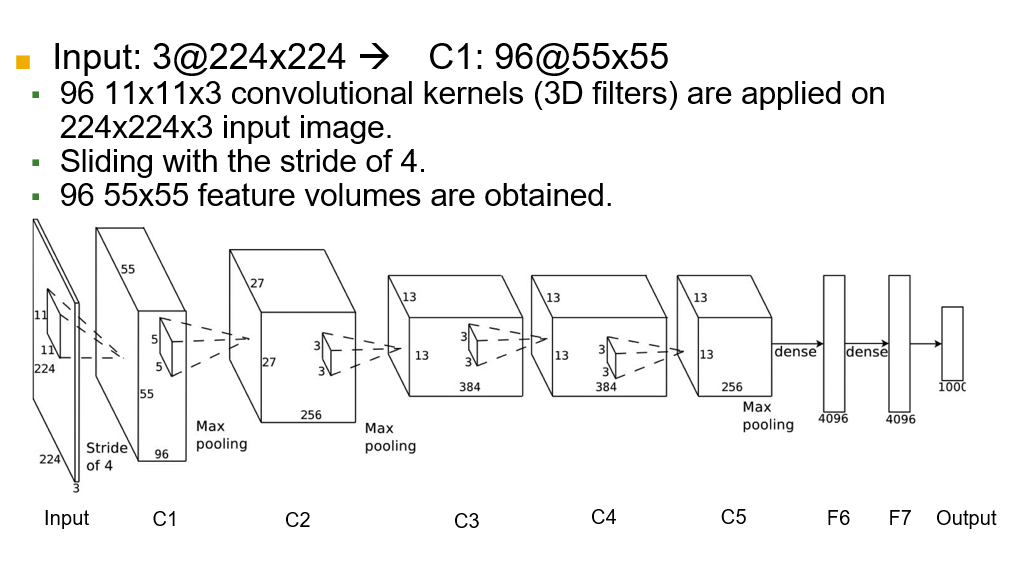 Input: 3@224x224 → C1: 96@55x55
96 11x11x3 convolutional kernels (3D filters) are applied on
224x224x3 input image.
Sliding with the stride of 4.
96 55x55 feature volumes are obtained.
11
11
224
224
3
Stride
of 4
55
5
5
55
96
Max
pooling
27
27
3
3
256
Max
pooling
13
13
3
3
384
13
13
3
3
384
13
13
256
Max
pooling
dense
4096
dense
4096
1000
Input
C1
C2
C3
C4
C5
F6
F7
Output